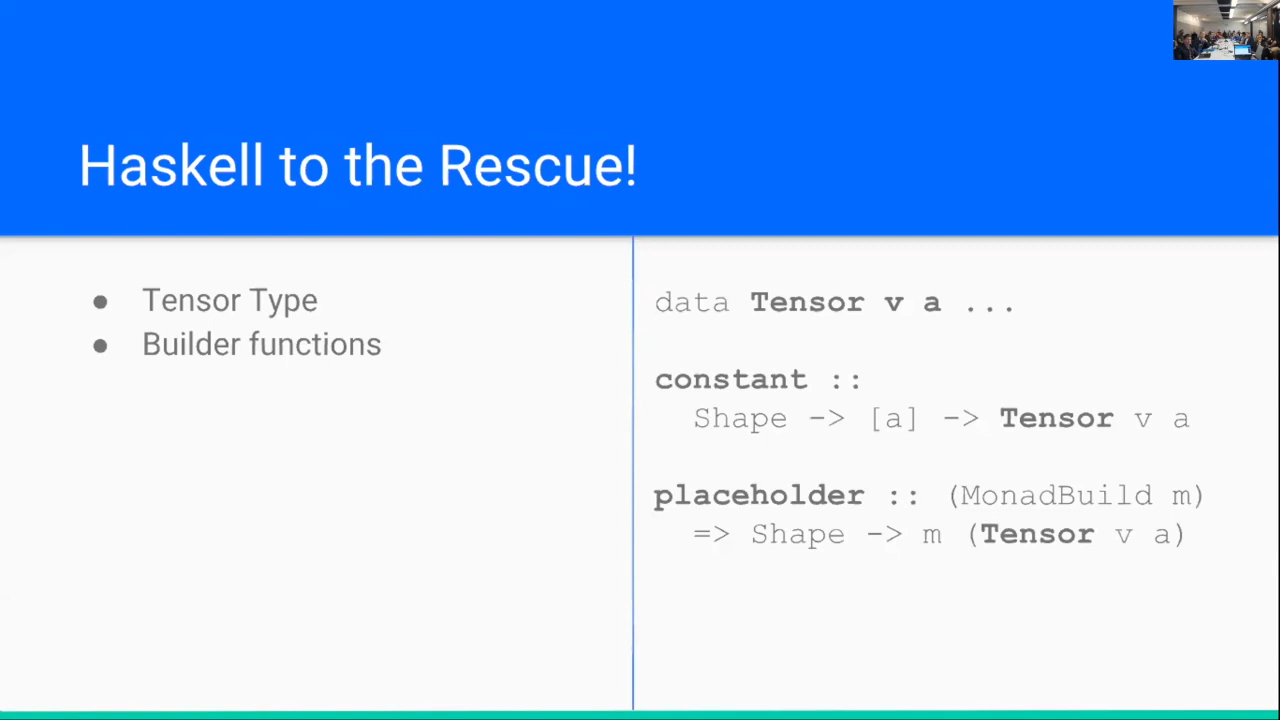 Haskell to the Rescue!
● Tensor Type
● Builder functions
data Tensor v a ...
constant ::
Shape -> [a] -> Tensor v a
placeholder :: (MonadBuild m)
=> Shape -> m (Tensor v a)